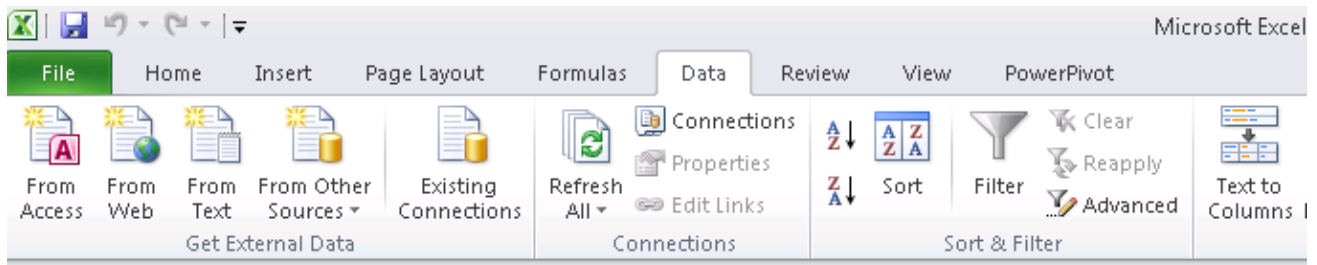 Microsoft Excel
File Home Insert Page Layout Formulas Data Review View PowerPivot
From Access
From Web
From Text
From Other Sources
Existing Connections
Get External Data
Refresh All
Connections
Properties
Edit Links
Connections
A Z
Z A
A Z
Z A
Sort
Filter
Clear
Reapply
Advanced
Sort & Filter
Text to Columns